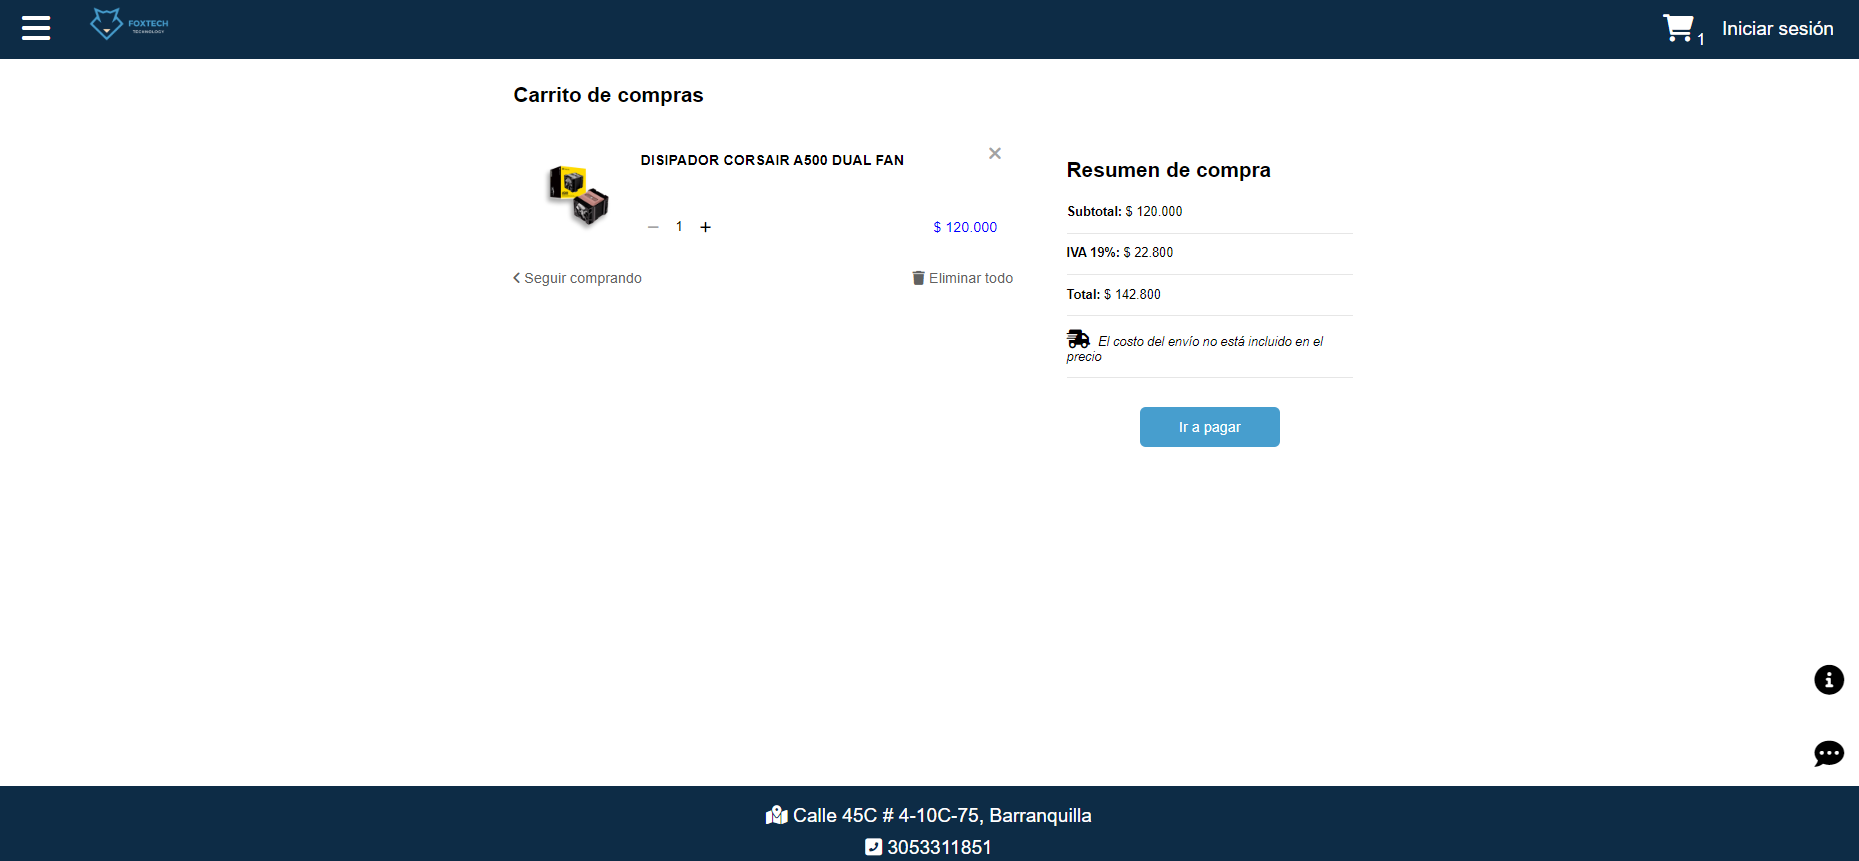 FOXTECH
TECHNOLOGY
1
Iniciar sesión
Carrito de compras
DISIPADOR CORSAIR A500 DUAL FAN
1
$ 120.000
Seguir comprando
Eliminar todo
Resumen de compra
Subtotal: $ 120.000
IVA 19%: $ 22.800
Total: $ 142.800
El costo del envío no está incluido en el
precio
Ir a pagar
Calle 45C # 4-10C-75, Barranquilla
3053311851